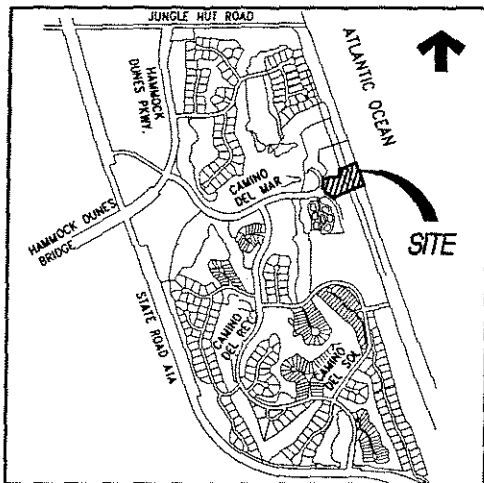 JUNGLE HUT ROAD
HAMMOCK
DUNES PKWY.
ATLANTIC OCEAN
CAMINO
DEL MAR
HAMMOCK DUNES
BRIDGE
SITE
STATE ROAD A1A
CAMINO
DEL REY
CAMINO
DEL SOL